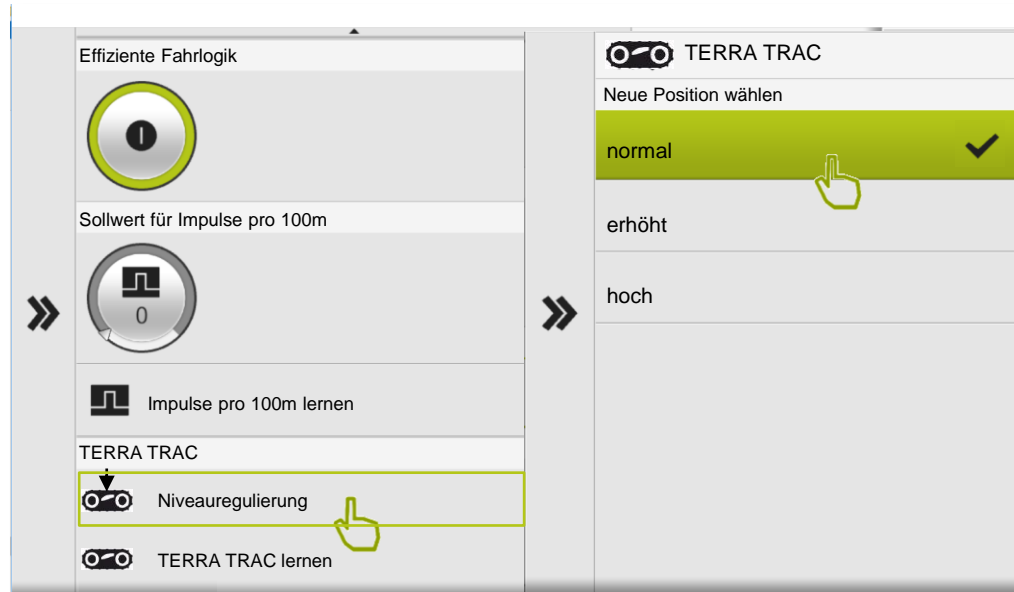 Effiziente Fahrlogik
Sollwert für Impulse pro 100m
0
Impulse pro 100m lernen
TERRA TRAC
Niveauregulierung
TERRA TRAC lernen
TERRA TRAC
Neue Position wählen
normal
erhöht
hoch